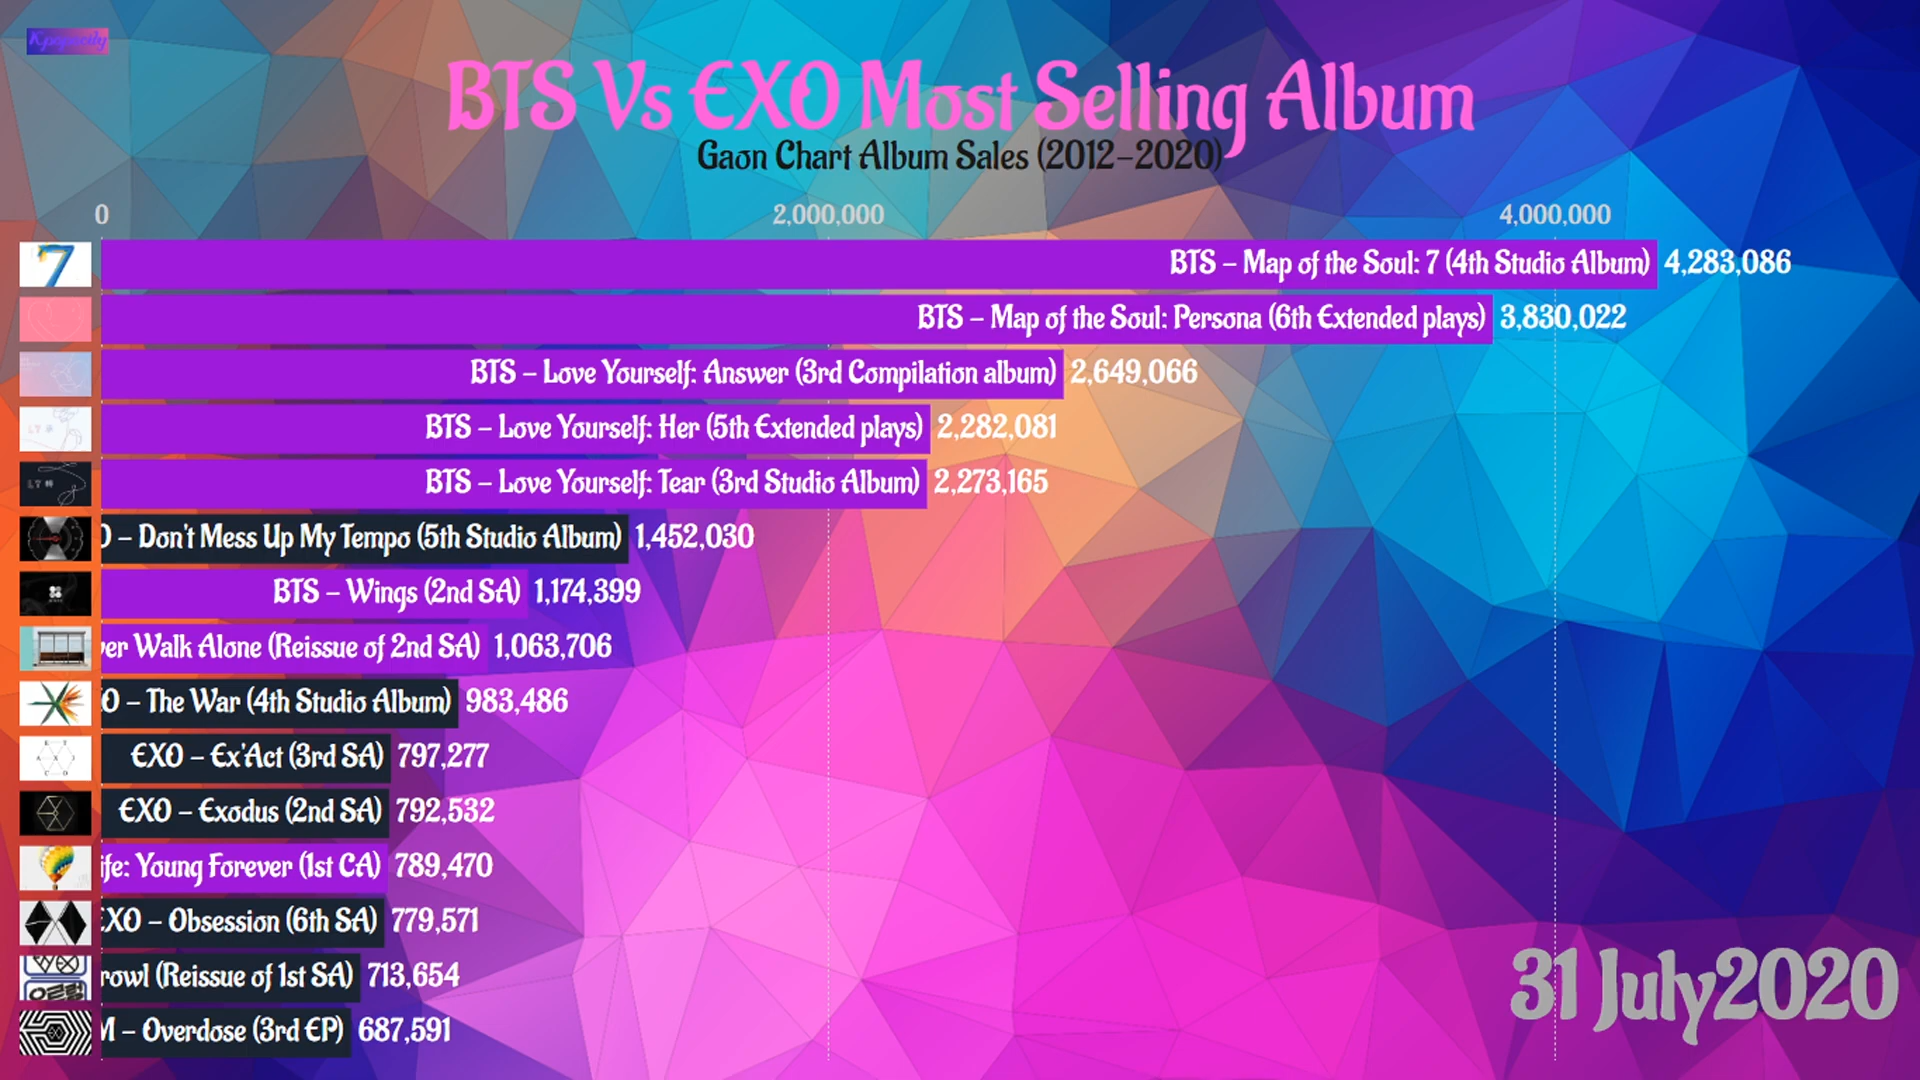 Kpopacity
BTS Vs EXO Most Selling Album
Gaon Chart Album Sales (2012-2020)
0 2,000,000 4,000,000
7 BTS - Map of the Soul: 7 (4th Studio Album) 4,283,086
BTS - Map of the Soul: Persona (6th Extended plays) 3,830,022
BTS - Love Yourself: Answer (3rd Compilation album) 2,649,066
BTS - Love Yourself: Her (5th Extended plays) 2,282,081
BTS - Love Yourself: Tear (3rd Studio Album) 2,273,165
O - Don't Mess Up My Tempo (5th Studio Album) 1,452,030
BTS - Wings (2nd SA) 1,174,399
ver Walk Alone (Reissue of 2nd SA) 1,063,706
XO - The War (4th Studio Album) 983,486
EXO - Ex'Act (3rd SA) 797,277
EXO - Exodus (2nd SA) 792,532
ife: Young Forever (1st CA) 789,470
EXO - Obsession (6th SA) 779,571
rowl (Reissue of 1st SA) 713,654
M - Overdose (3rd EP) 687,591
31 July2020